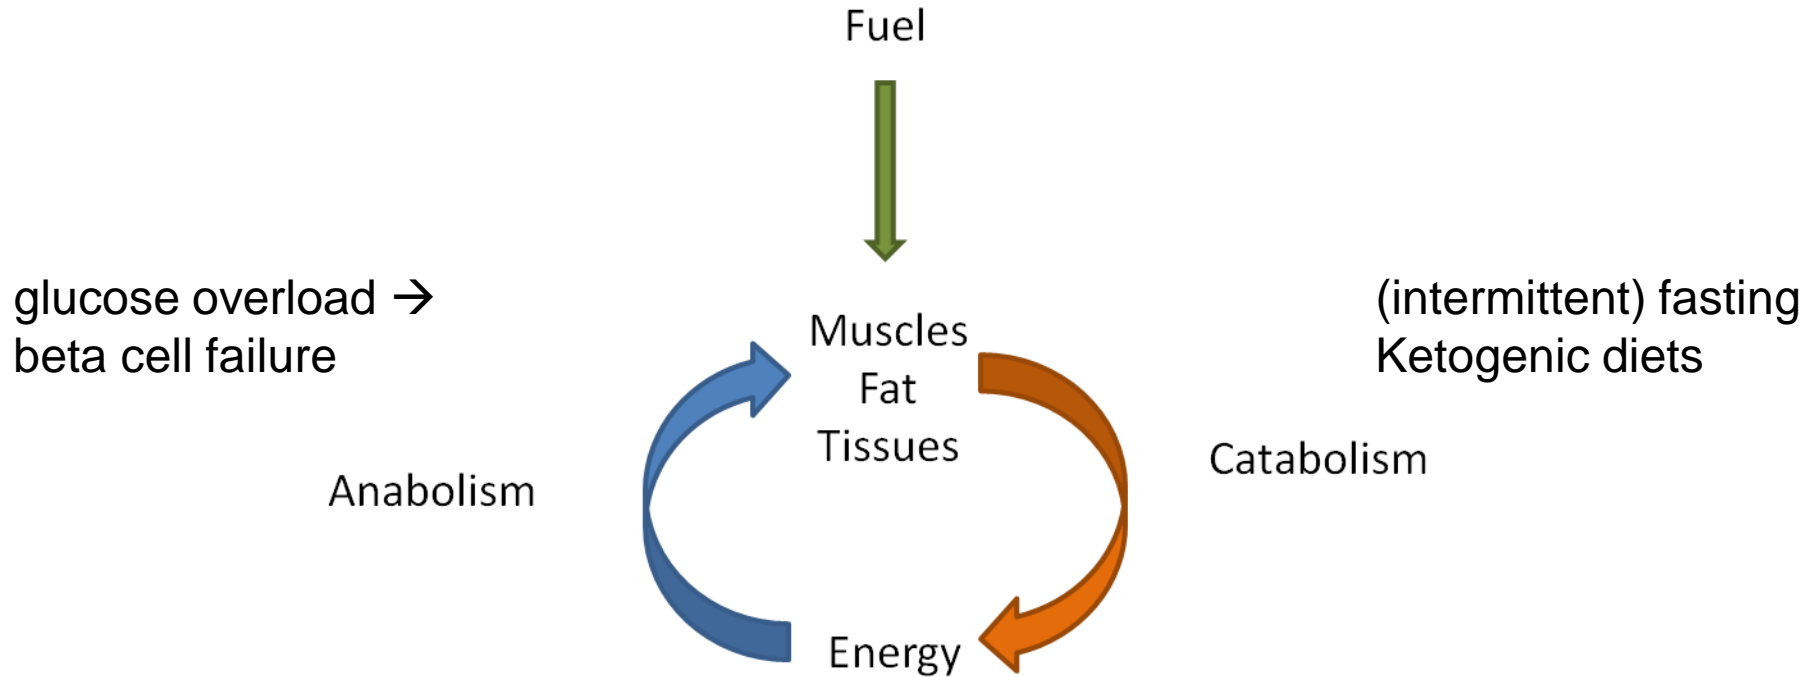 Fuel
glucose overload →
beta cell failure
(intermittent) fasting
Ketogenic diets
Muscles
Fat
Tissues
Anabolism
Catabolism
Energy